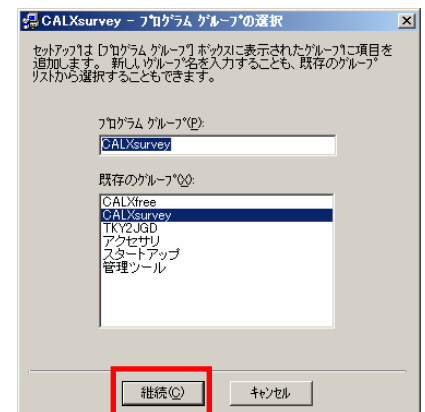 CALXsurvey - ﾌﾟﾛｸﾞﾗﾑ ｸﾞﾙｰﾌﾟの選択
ｾｯﾄｱｯﾌﾟは [ﾌﾟﾛｸﾞﾗﾑ ｸﾞﾙｰﾌﾟ] ﾎﾞｯｸｽに表示されたｸﾞﾙｰﾌﾟに項目を
追加します。 新しいｸﾞﾙｰﾌﾟ名を入力することも、既存のｸﾞﾙｰﾌﾟ
ﾘｽﾄから選択することもできます。
ﾌﾟﾛｸﾞﾗﾑ ｸﾞﾙｰﾌﾟ(P):
CALXsurvey
既存のｸﾞﾙｰﾌﾟ(X):
CALXfree
CALXsurvey
TKY2JGD
アクセサリ
スタートアップ
管理ツール
継続(C)
ｷｬﾝｾﾙ